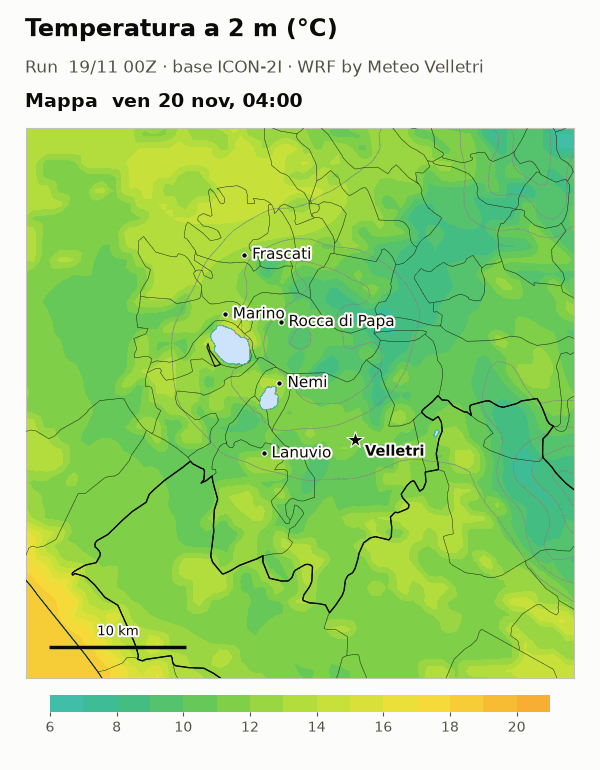 Temperatura a 2 m (°C)
Run  19/11 00Z · base ICON-2I · WRF by Meteo Velletri
Mappa  ven 20 nov, 04:00
Frascati
Marino
Rocca di Papa
Nemi
Velletri
Lanuvio
10 km
6 8 10 12 14 16 18 20